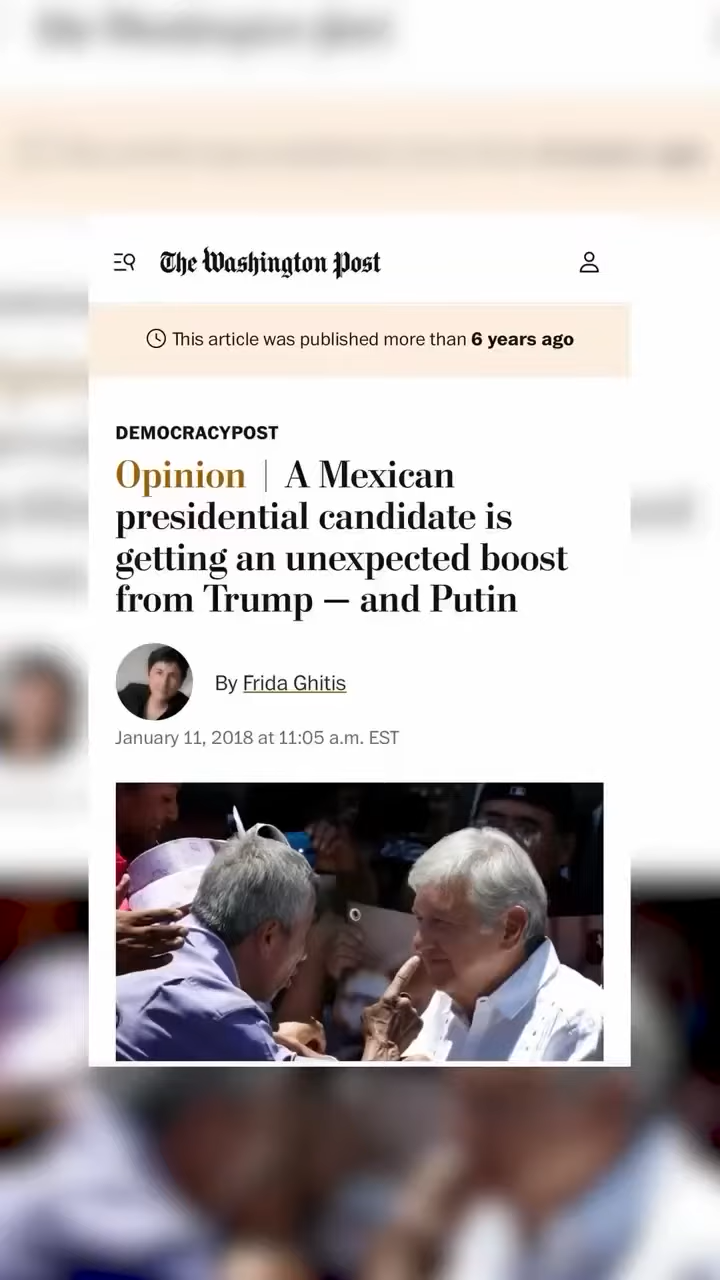 The Washington Post
This article was published more than 6 years ago
DEMOCRACYPOST
Opinion | A Mexican
presidential candidate is
getting an unexpected boost
from Trump — and Putin
By Frida Ghitis
January 11, 2018 at 11:05 a.m. EST